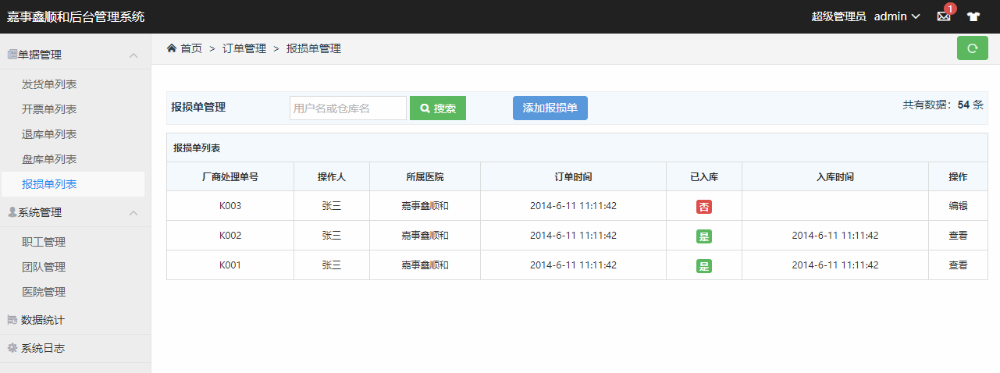 嘉事鑫顺和后台管理系统
超级管理员 admin 1
单据管理
发货单列表
开票单列表
退库单列表
盘库单列表
报损单列表
系统管理
职工管理
团队管理
医院管理
数据统计
系统日志
首页 > 订单管理 > 报损单管理
报损单管理 用户名或仓库名 搜索 添加报损单 共有数据：54 条
报损单列表
厂商处理单号 操作人 所属医院 订单时间 已入库 入库时间 操作
K003 张三 嘉事鑫顺和 2014-6-11 11:11:42 否 编辑
K002 张三 嘉事鑫顺和 2014-6-11 11:11:42 是 2014-6-11 11:11:42 查看
K001 张三 嘉事鑫顺和 2014-6-11 11:11:42 是 2014-6-11 11:11:42 查看